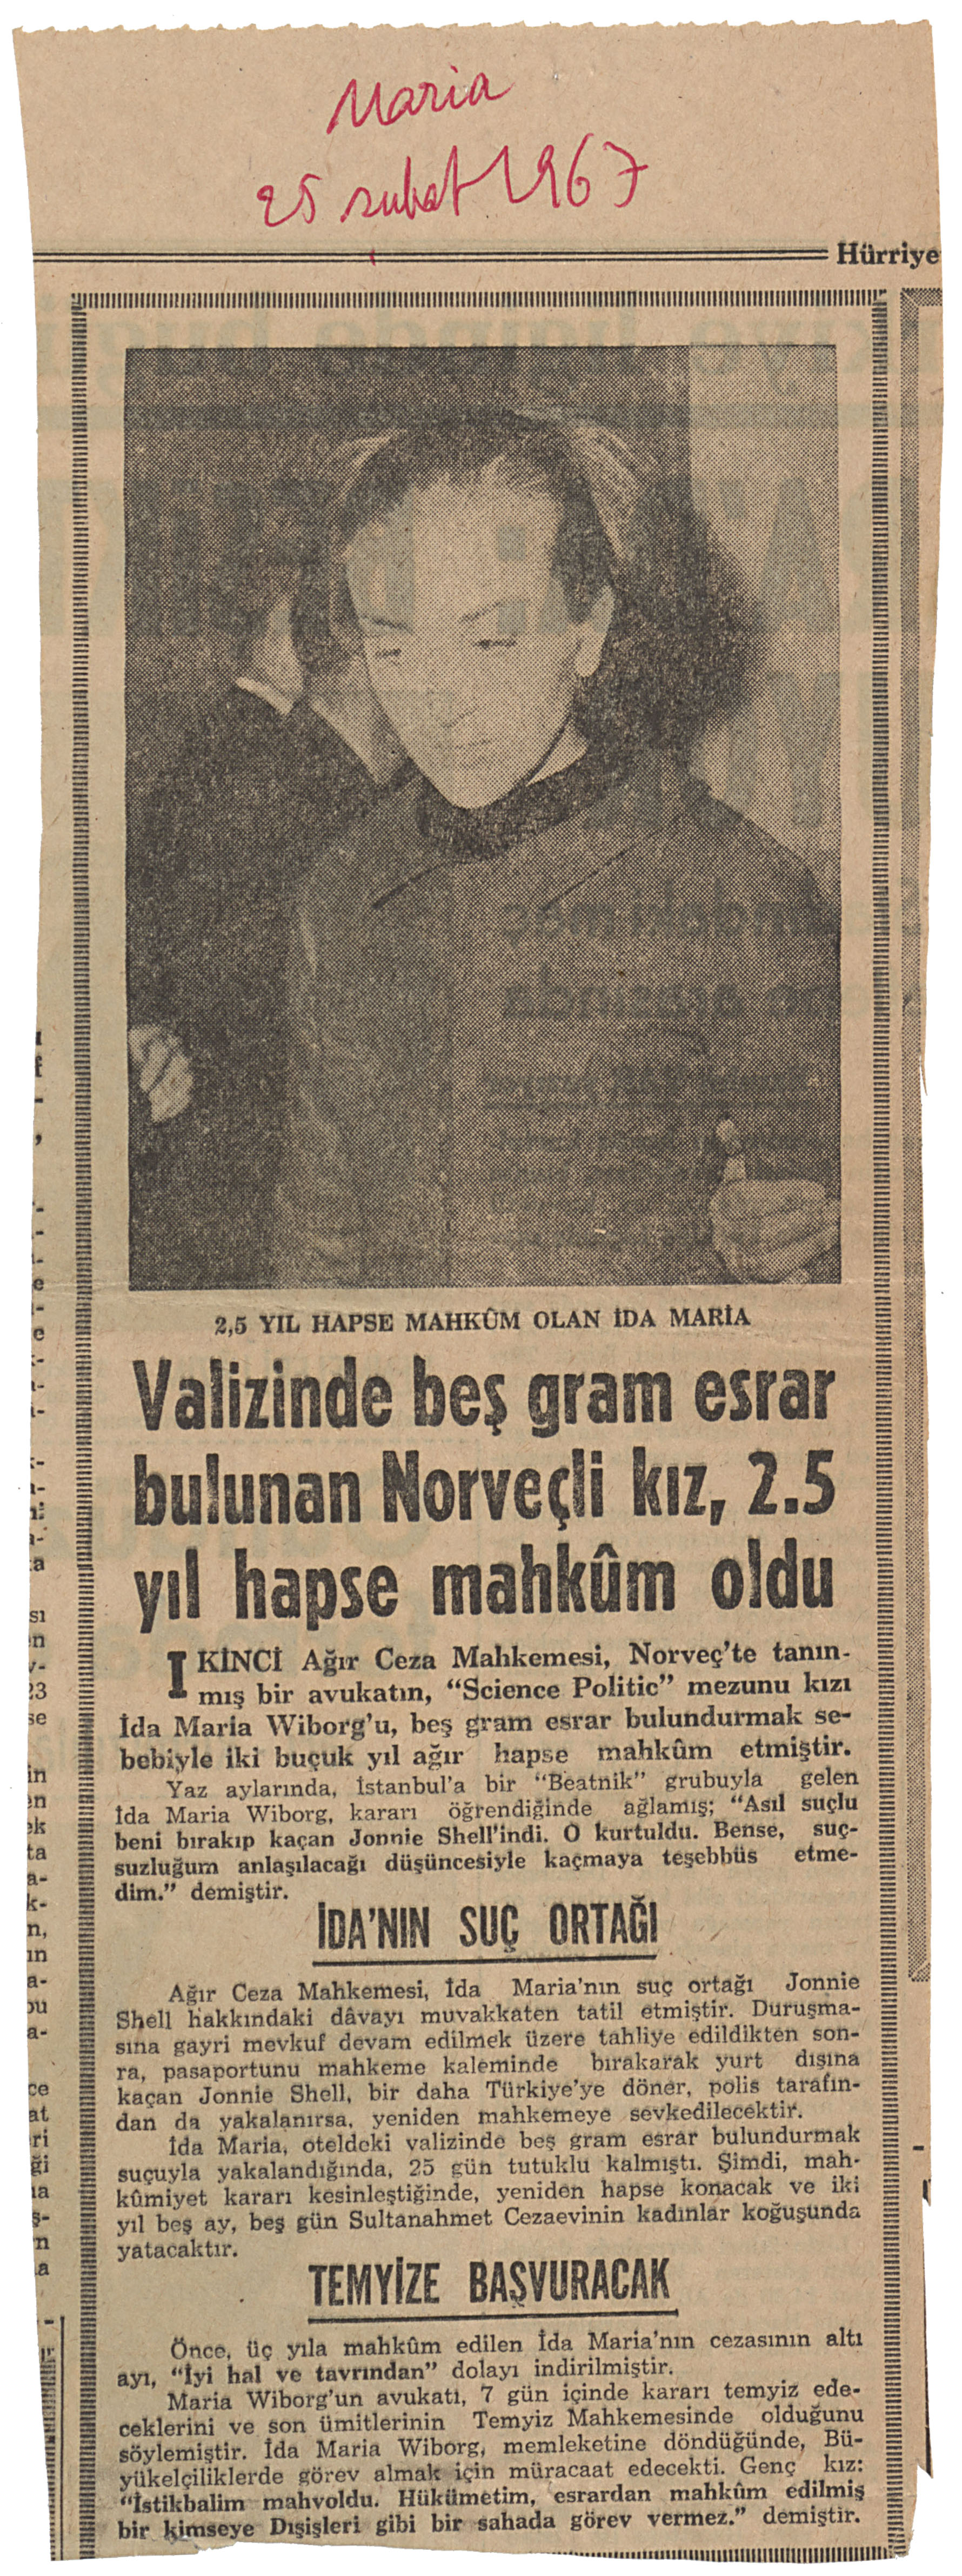 Maria
25 şubat 1967
Hürriye
2,5 YIL HAPSE MAHKÛM OLAN İDA MARİA
Valizinde beş gram esrar
bulunan Norveçli kız, 2.5
yıl hapse mahkûm oldu
IKİNCİ Ağır Ceza Mahkemesi, Norveç'te tanın-
mış bir avukatın, “Science Politic” mezunu kızı
İda Maria Wiborg'u, beş gram esrar bulundurmak se-
bebiyle iki buçuk yıl ağır hapse mahkûm etmiştir.
Yaz aylarında, İstanbul'a bir “Beatnik” grubuyla gelen
İda Maria Wiborg, kararı öğrendiğinde ağlamış; “Asıl suçlu
beni bırakıp kaçan Jonnie Shell'indi. O kurtuldu. Bense, suç-
suzluğum anlaşılacağı düşüncesiyle kaçmaya teşebbüs etme-
dim.” demiştir.
İDA'NIN SUÇ ORTAĞI
Ağır Ceza Mahkemesi, İda Maria'nın suç ortağı Jonnie
Shell hakkındaki dâvayı muvakkaten tatil etmiştir. Duruşma-
sına gayri mevkuf devam edilmek üzere tahliye edildikten son-
ra, pasaportunu mahkeme kaleminde bırakarak yurt dışına
kaçan Jonnie Shell, bir daha Türkiye'ye döner, polis tarafın-
dan da yakalanırsa, yeniden mahkemeye sevkedilecektir.
İda Maria, oteldeki valizinde beş gram esrar bulundurmak
suçuyla yakalandığında, 25 gün tutuklu kalmıştı. Şimdi, mah-
kûmiyet kararı kesinleştiğinde, yeniden hapse konacak ve iki
yıl beş ay, beş gün Sultanahmet Cezaevinin kadınlar koğuşunda
yatacaktır.
TEMYİZE BAŞVURACAK
Önce, üç yıla mahkûm edilen İda Maria'nın cezasının altı
ayı, “İyi hal ve tavrından” dolayı indirilmiştir.
Maria Wiborg'un avukatı, 7 gün içinde kararı temyiz ede-
ceklerini ve son ümitlerinin Temyiz Mahkemesinde olduğunu
söylemiştir. İda Maria Wiborg, memleketine döndüğünde, Bü-
yükelçiliklerde görev almak için müracaat edecekti. Genç kız:
“İstikbalim mahvoldu. Hükümetim, esrardan mahkûm edilmiş
bir kimseye Dışişleri gibi bir sahada görev vermez.” demiştir.